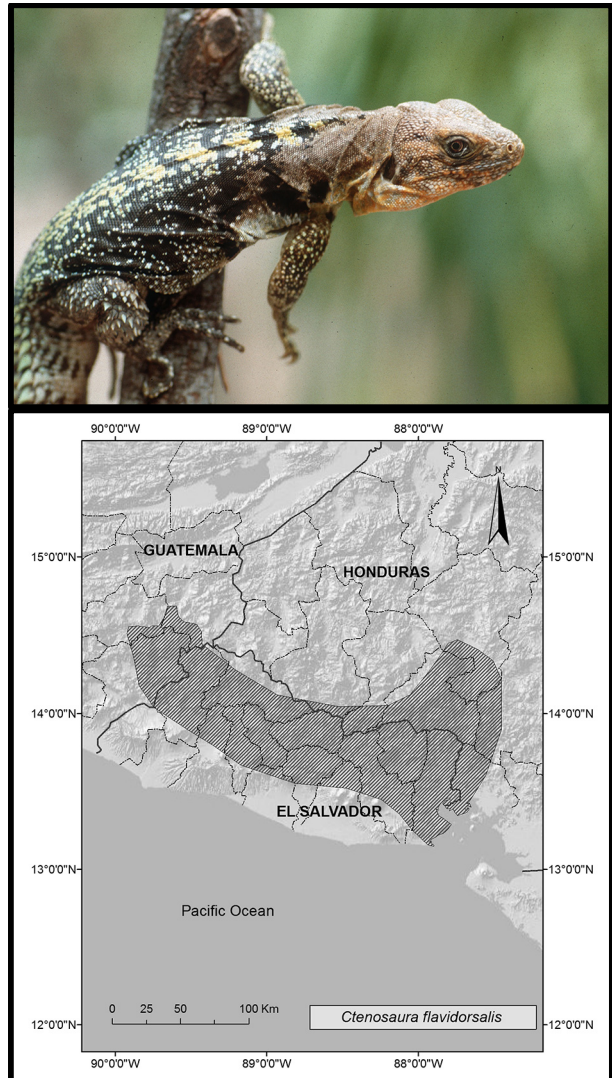 90°0'0"W 89°0'0"W 88°0'0"W
N
15°0'0"N GUATEMALA HONDURAS 15°0'0"N
14°0'0"N 14°0'0"N
EL SALVADOR
13°0'0"N 13°0'0"N
Pacific Ocean
0 25 50 100 Km
Ctenosaura flavidorsalis
12°0'0"N 12°0'0"N
90°0'0"W 89°0'0"W 88°0'0"W